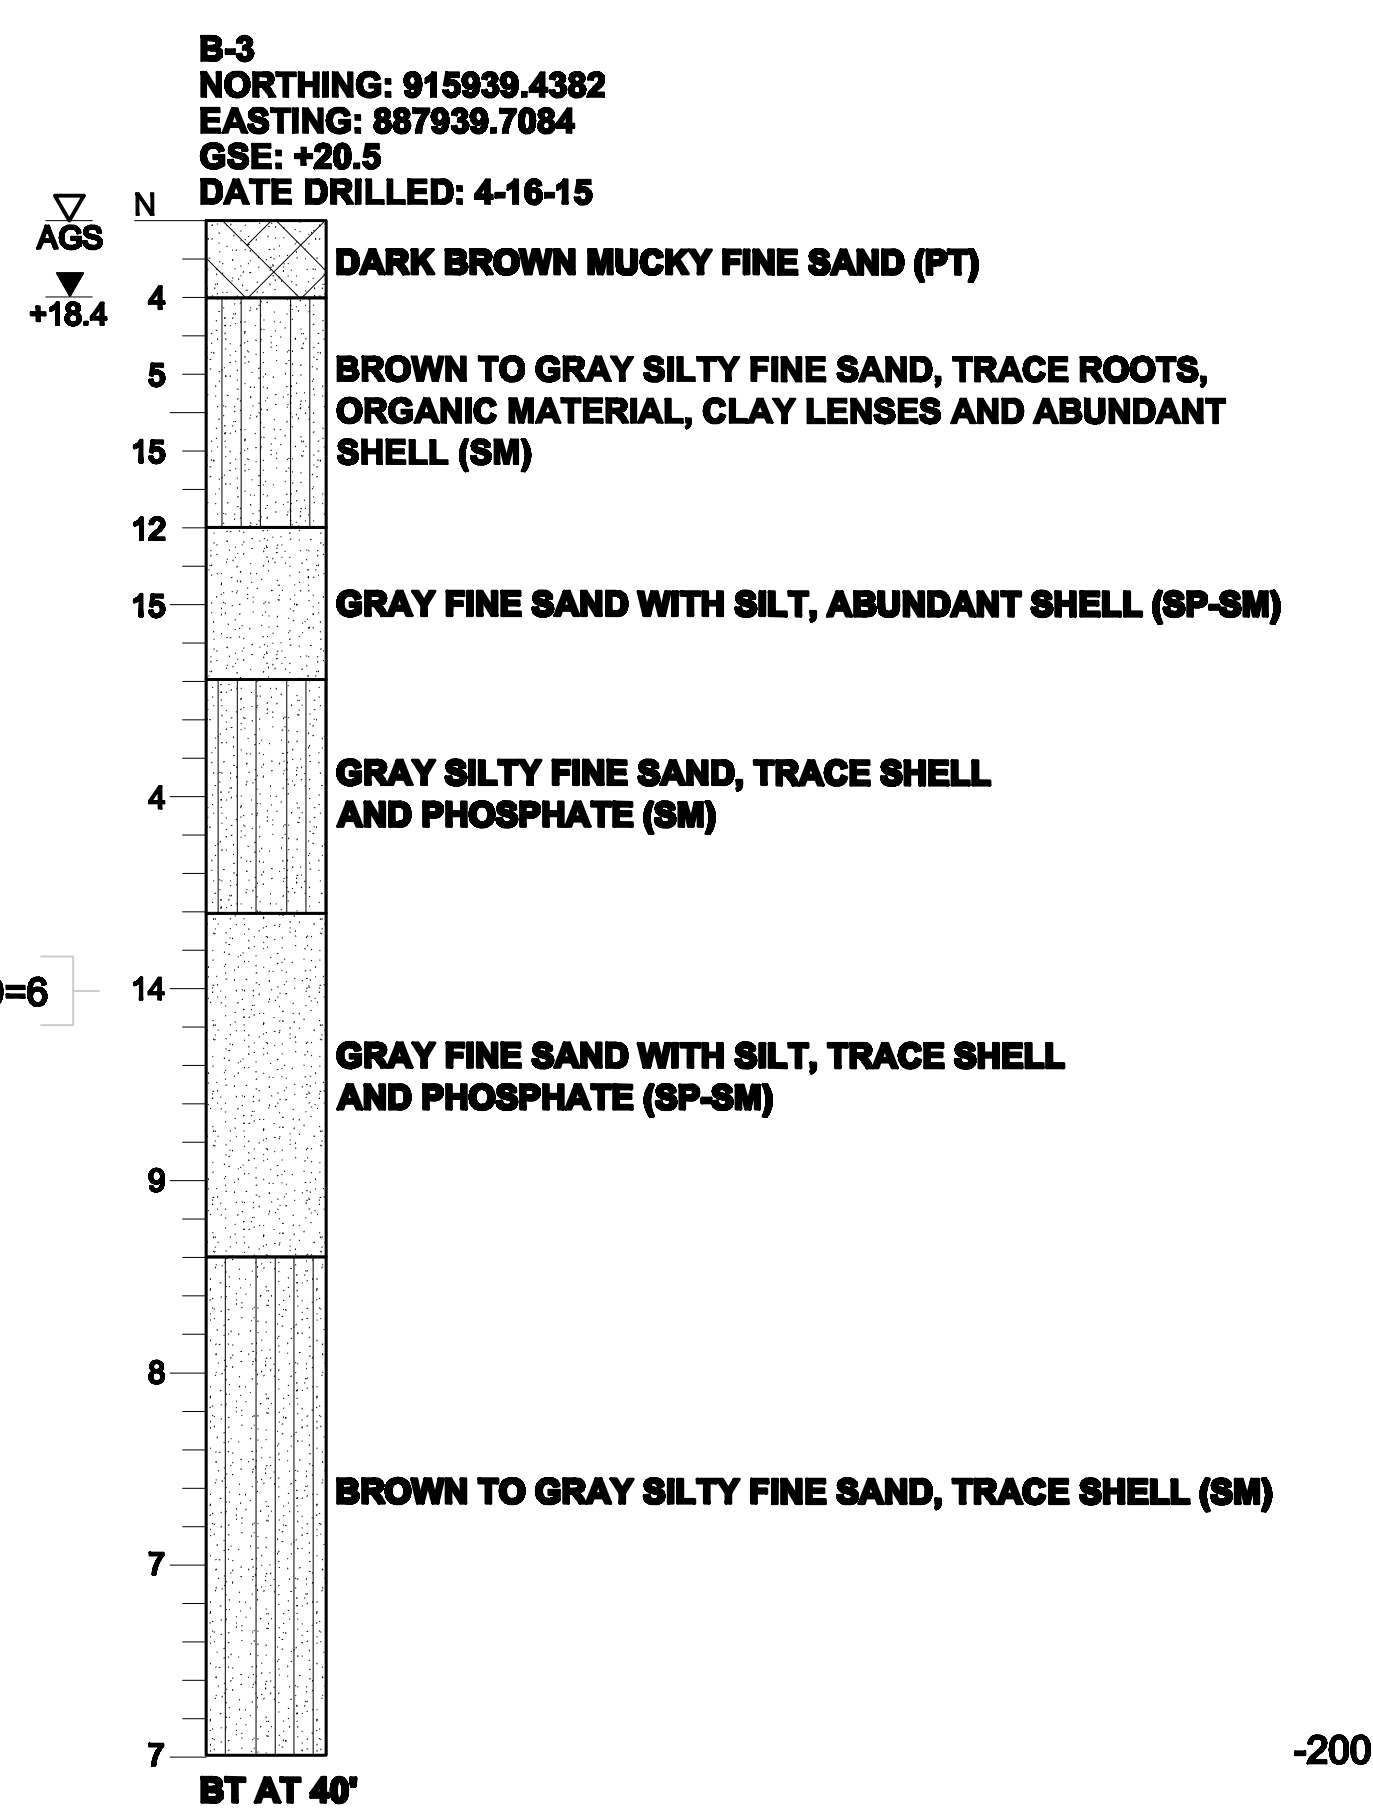 B-3
NORTHING: 915939.4382
EASTING: 887939.7084
GSE: +20.5
DATE DRILLED: 4-16-15
N
AGS
DARK BROWN MUCKY FINE SAND (PT)
4
+18.4
5
BROWN TO GRAY SILTY FINE SAND, TRACE ROOTS,
ORGANIC MATERIAL, CLAY LENSES AND ABUNDANT
SHELL (SM)
15
12
15
GRAY FINE SAND WITH SILT, ABUNDANT SHELL (SP-SM)
GRAY SILTY FINE SAND, TRACE SHELL
AND PHOSPHATE (SM)
4
=6
14
GRAY FINE SAND WITH SILT, TRACE SHELL
AND PHOSPHATE (SP-SM)
9
8
BROWN TO GRAY SILTY FINE SAND, TRACE SHELL (SM)
7
7
-200
BT AT 40'